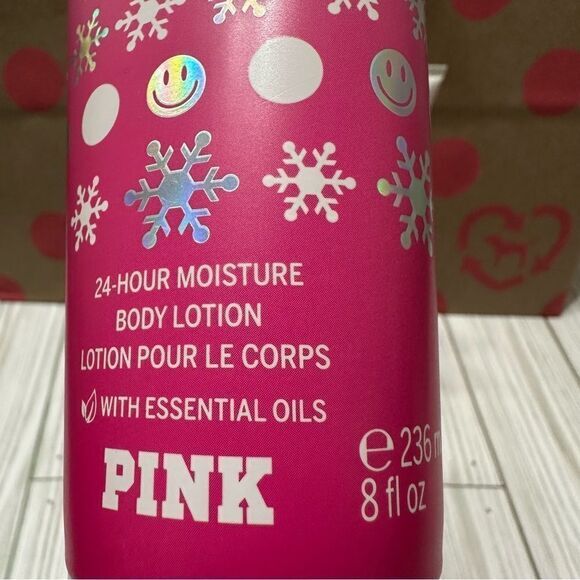 24-HOUR MOISTURE
BODY LOTION
LOTION POUR LE CORPS
WITH ESSENTIAL OILS
PINK
℮ 236 m
8 fl oz